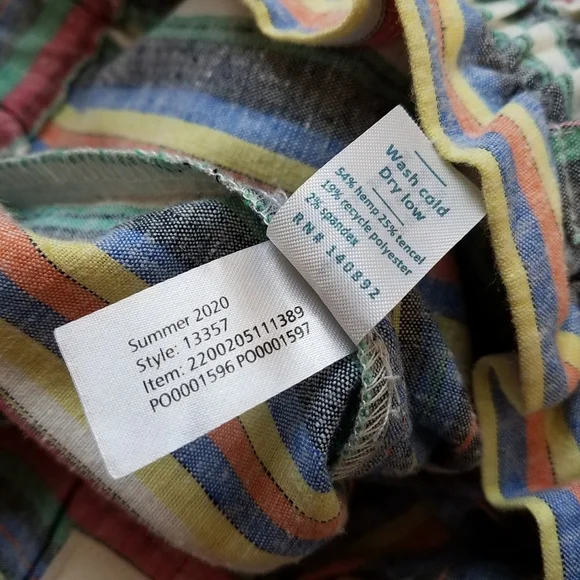 Wash cold
Dry low
54% hemp 25% tencel
19% recycle polyester
2% spandex
RN# 140892
Summer 2020
Style: 13357
Item: 2200205111389
PO0001596 PO0001597